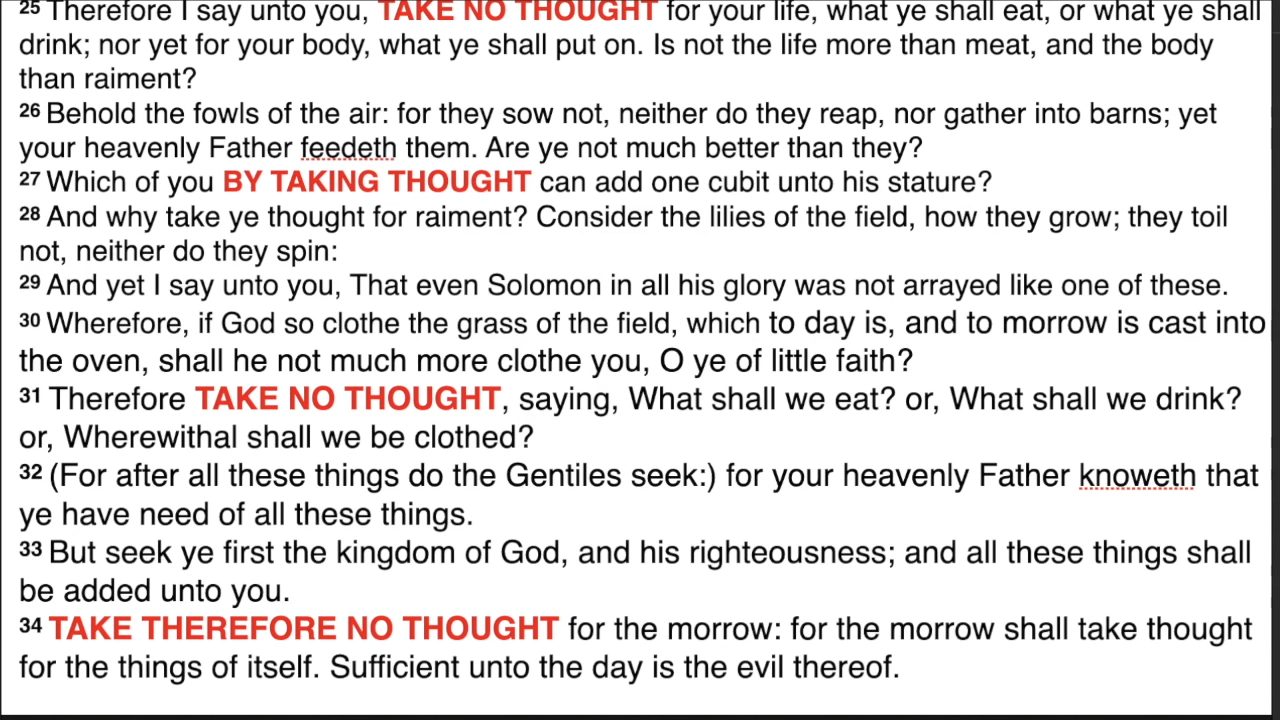 25 Therefore I say unto you, TAKE NO THOUGHT for your life, what ye shall eat, or what ye shall
drink; nor yet for your body, what ye shall put on. Is not the life more than meat, and the body
than raiment?
26 Behold the fowls of the air: for they sow not, neither do they reap, nor gather into barns; yet
your heavenly Father feedeth them. Are ye not much better than they?
27 Which of you BY TAKING THOUGHT can add one cubit unto his stature?
28 And why take ye thought for raiment? Consider the lilies of the field, how they grow; they toil
not, neither do they spin:
29 And yet I say unto you, That even Solomon in all his glory was not arrayed like one of these.
30 Wherefore, if God so clothe the grass of the field, which to day is, and to morrow is cast into
the oven, shall he not much more clothe you, O ye of little faith?
31 Therefore TAKE NO THOUGHT, saying, What shall we eat? or, What shall we drink?
or, Wherewithal shall we be clothed?
32 (For after all these things do the Gentiles seek:) for your heavenly Father knoweth that
ye have need of all these things.
33 But seek ye first the kingdom of God, and his righteousness; and all these things shall
be added unto you.
34 TAKE THEREFORE NO THOUGHT for the morrow: for the morrow shall take thought
for the things of itself. Sufficient unto the day is the evil thereof.